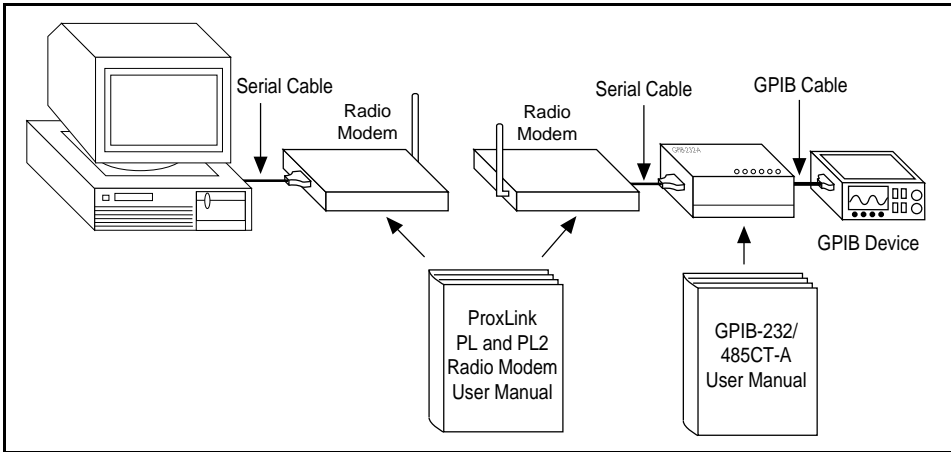 Serial Cable
Radio
Modem
Radio
Modem
Serial Cable
GPIB Cable
GPIB-232-A
GPIB Device
ProxLink
PL and PL2
Radio Modem
User Manual
GPIB-232/
485CT-A
User Manual